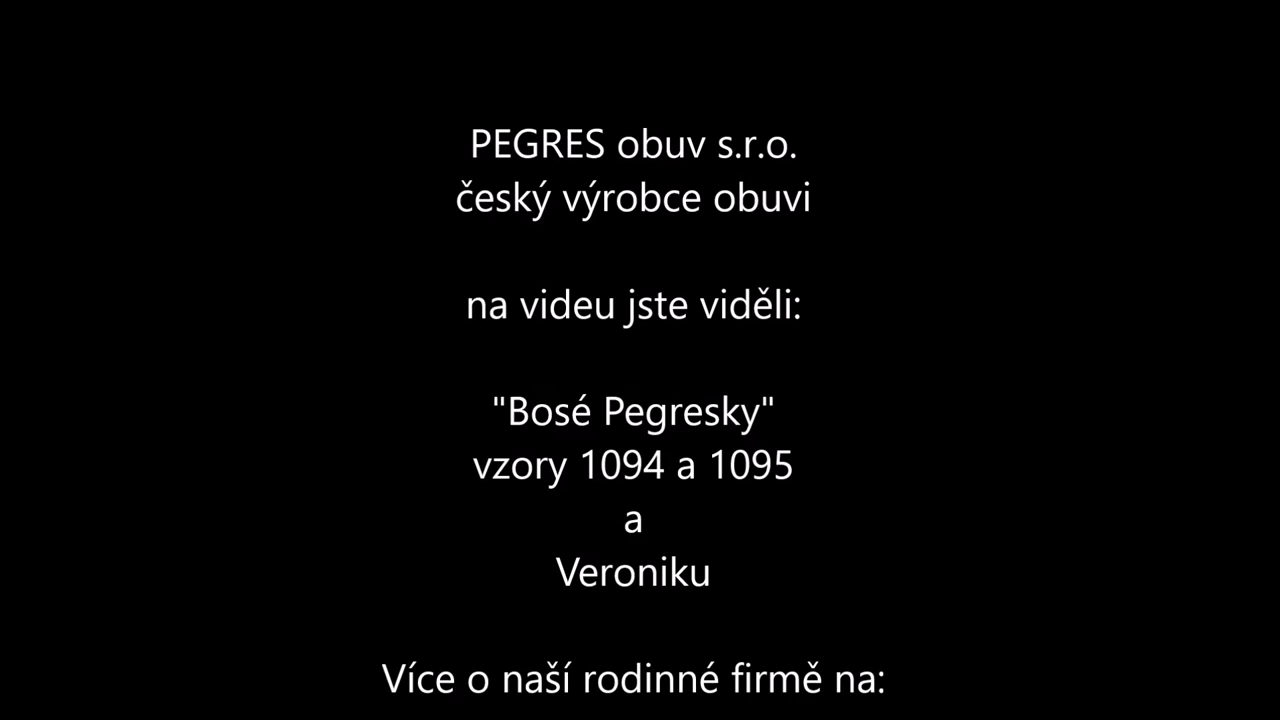 PEGRES obuv s.r.o.
český výrobce obuvi
na videu jste viděli:
"Bosé Pegresky"
vzory 1094 a 1095
a
Veroniku
Více o naší rodinné firmě na: